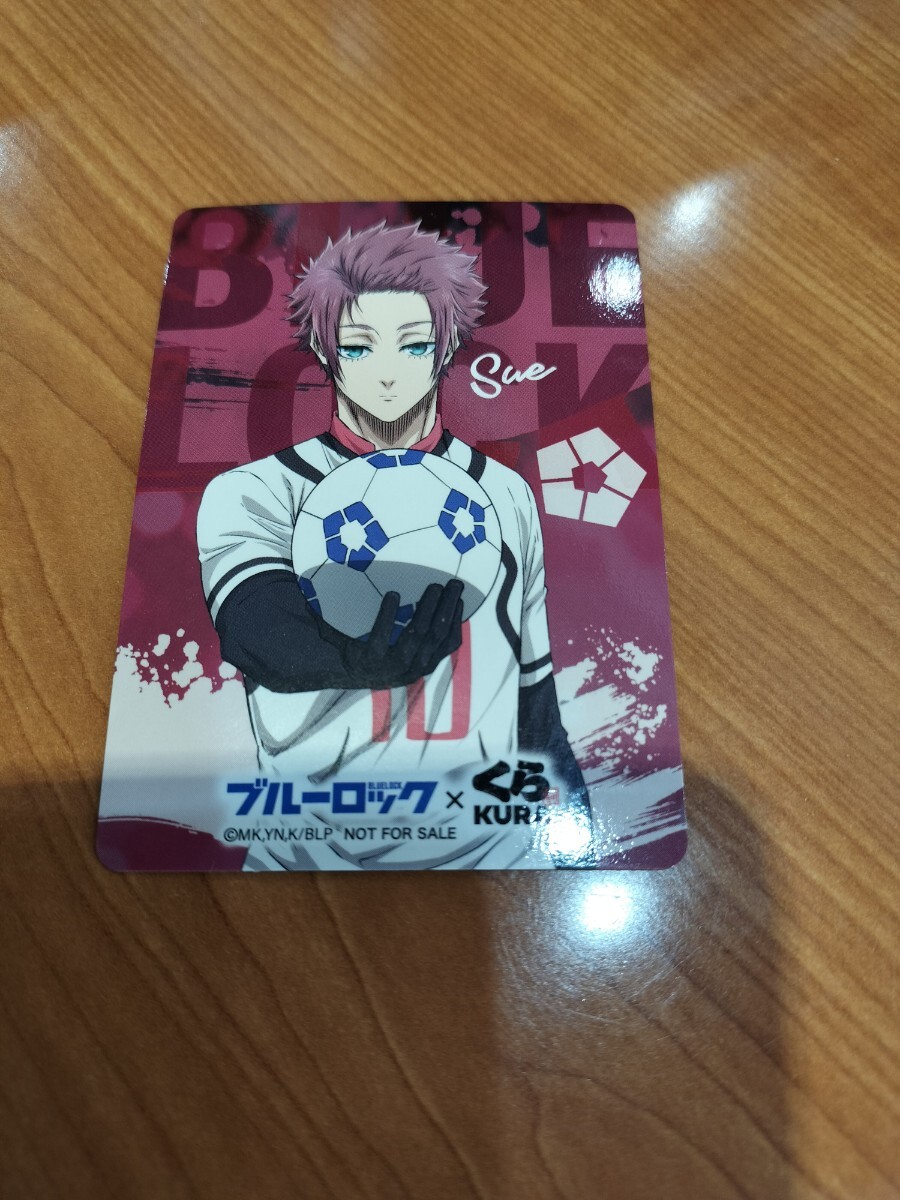 BLUE
LOCK
Sae
10
BLUELOCK
ブルーロック × くら
KURA
©MK,YN,K/BLP NOT FOR SALE